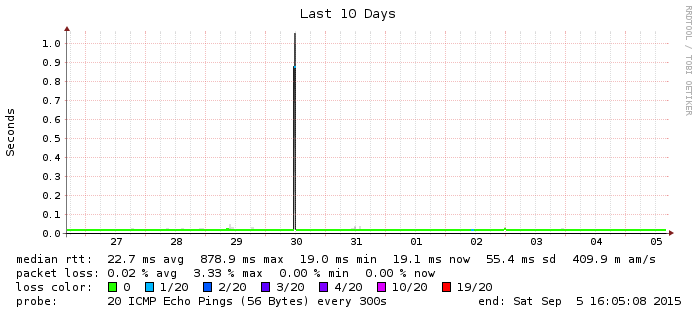 Last 10 Days
RRDTOOL / TOBI OETIKER
Seconds
1.0
0.9
0.8
0.7
0.6
0.5
0.4
0.3
0.2
0.1
0.0
27 28 29 30 31 01 02 03 04 05
median rtt: 22.7 ms avg 878.9 ms max 19.0 ms min 19.1 ms now 55.4 ms sd 409.9 m am/s
packet loss: 0.02 % avg 3.33 % max 0.00 % min 0.00 % now
loss color: 0 1/20 2/20 3/20 4/20 10/20 19/20
probe: 20 ICMP Echo Pings (56 Bytes) every 300s end: Sat Sep 5 16:05:08 2015